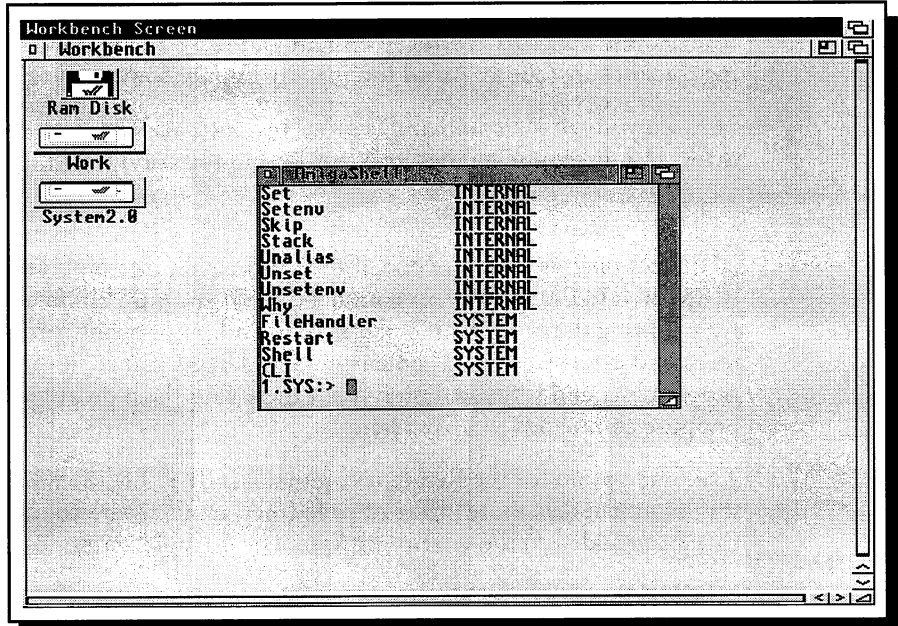 Workbench Screen
Workbench
Ram Disk
Work
System2.0
AmigaShell
Set INTERNAL
Setenv INTERNAL
Skip INTERNAL
Stack INTERNAL
Unalias INTERNAL
Unset INTERNAL
Unsetenv INTERNAL
Why INTERNAL
FileHandler SYSTEM
Restart SYSTEM
Shell SYSTEM
CLI SYSTEM
1.SYS:>